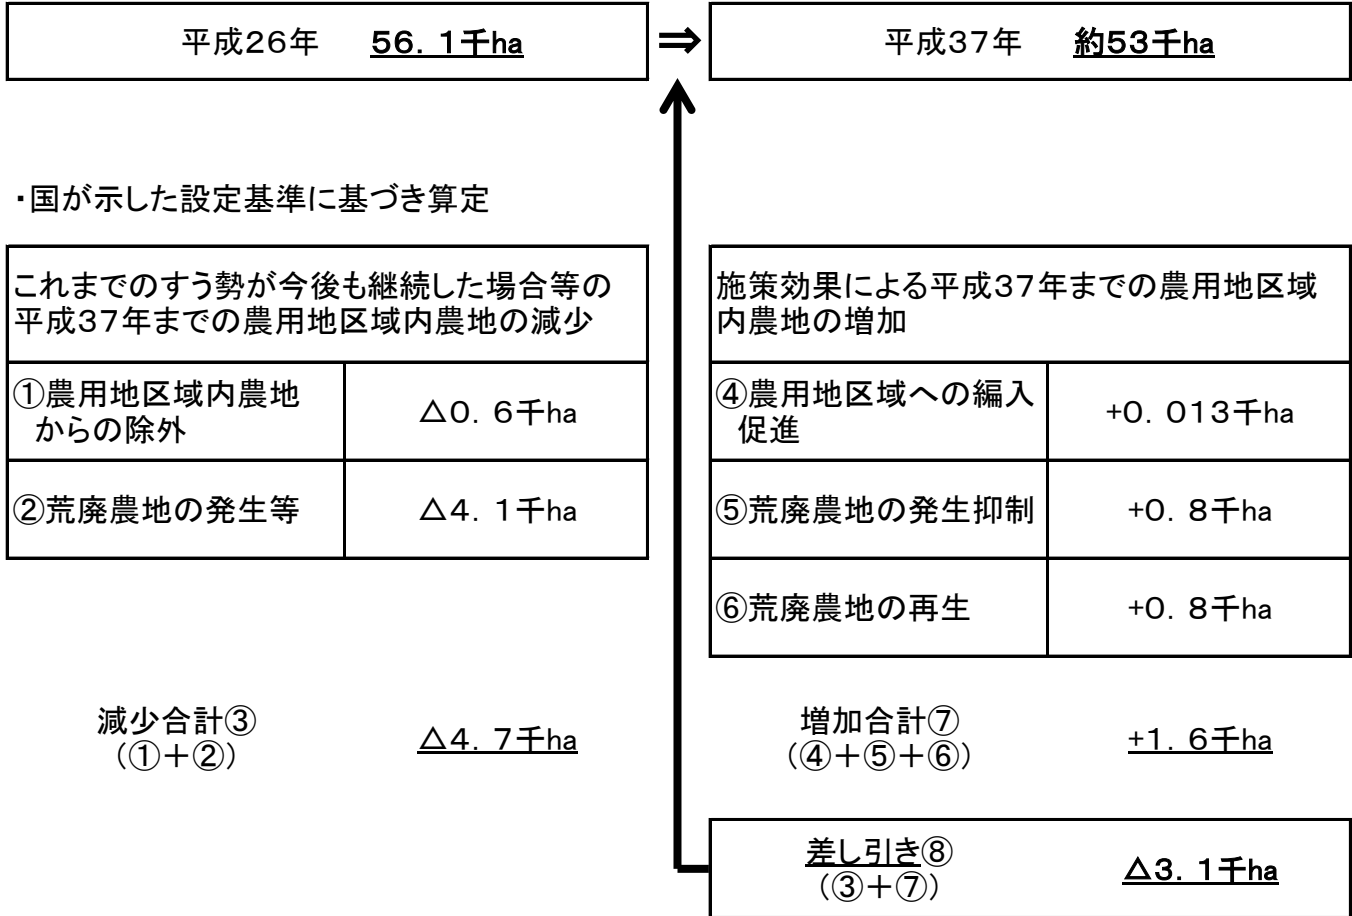 平成26年　56．1千ha
⇒
平成37年　約53千ha
・国が示した設定基準に基づき算定
これまでのすう勢が今後も継続した場合等の
平成37年までの農用地区域内農地の減少
①農用地区域内農地
からの除外
△0．6千ha
②荒廃農地の発生等
△4．1千ha
減少合計③
（①＋②）
△4．7千ha
施策効果による平成37年までの農用地区域
内農地の増加
④農用地区域への編入
促進
+0．013千ha
⑤荒廃農地の発生抑制
+0．8千ha
⑥荒廃農地の再生
+0．8千ha
増加合計⑦
（④＋⑤＋⑥）
+1．6千ha
差し引き⑧
（③＋⑦）
△3．1千ha